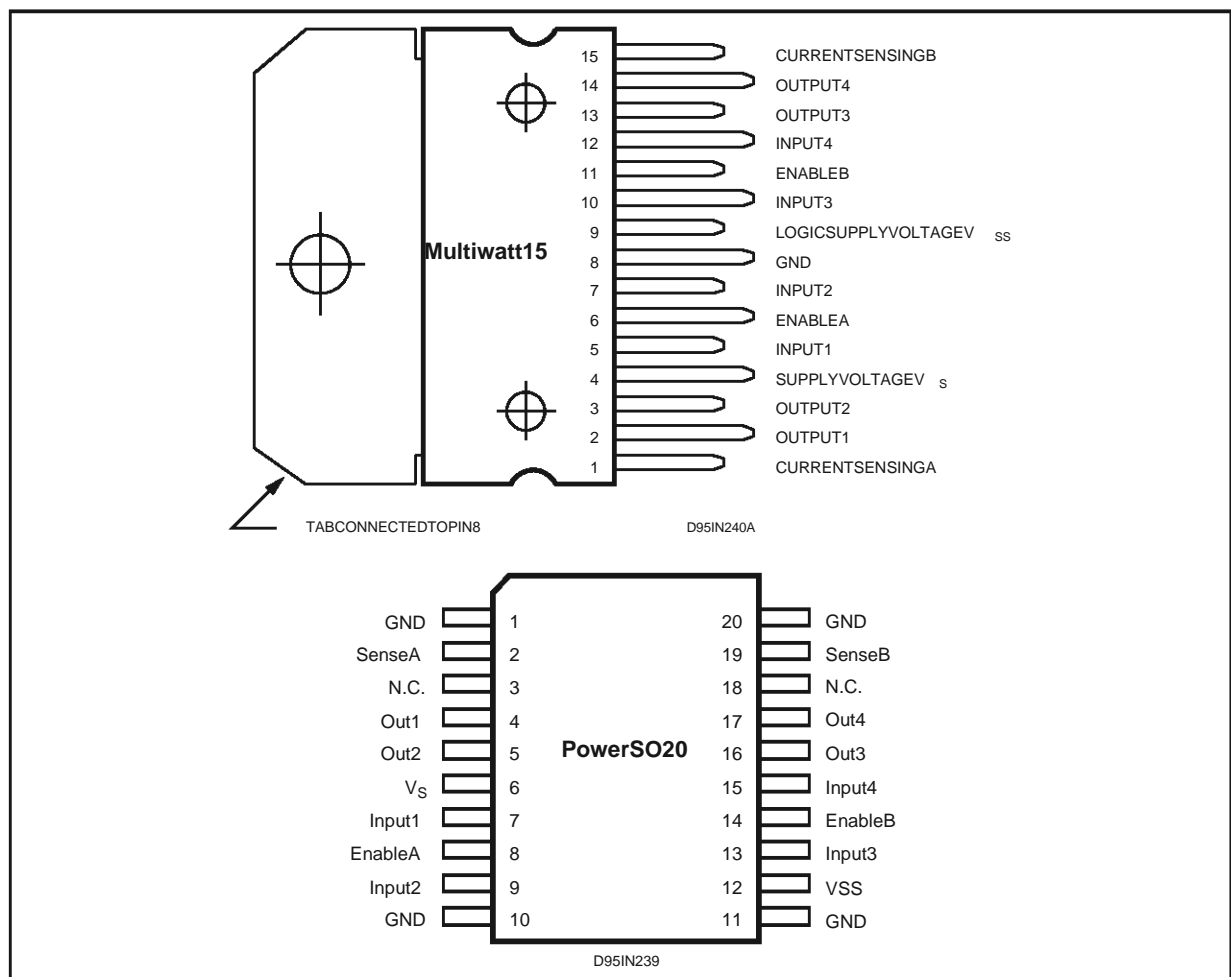 15 CURRENTSENSINGB
14 OUTPUT4
13 OUTPUT3
12 INPUT4
11 ENABLEB
10 INPUT3
9 LOGICSUPPLYVOLTAGEV SS
Multiwatt15
8 GND
7 INPUT2
6 ENABLEA
5 INPUT1
4 SUPPLYVOLTAGEV S
3 OUTPUT2
2 OUTPUT1
1 CURRENTSENSINGA
TABCONNECTEDTOPIN8 D95IN240A
GND 1 20 GND
SenseA 2 19 SenseB
N.C. 3 18 N.C.
Out1 4 17 Out4
Out2 5 PowerSO20 16 Out3
VS 6 15 Input4
Input1 7 14 EnableB
EnableA 8 13 Input3
Input2 9 12 VSS
GND 10 11 GND
D95IN239